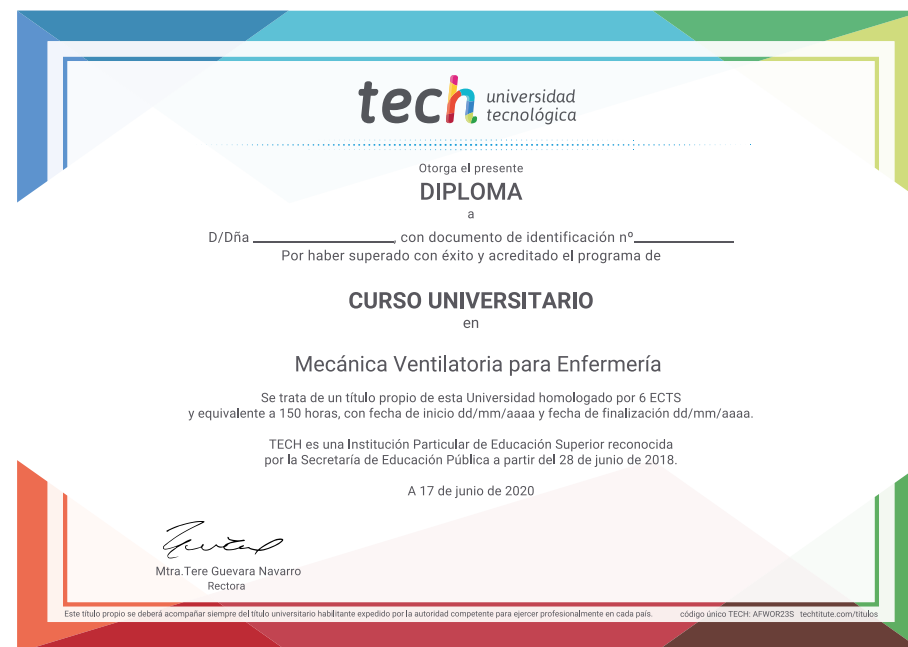 tech universidad
tecnológica
Otorga el presente
DIPLOMA
a
D/Dña ____________________, con documento de identificación nº______________
Por haber superado con éxito y acreditado el programa de
CURSO UNIVERSITARIO
en
Mecánica Ventilatoria para Enfermería
Se trata de un título propio de esta Universidad homologado por 6 ECTS
y equivalente a 150 horas, con fecha de inicio dd/mm/aaaa y fecha de finalización dd/mm/aaaa.
TECH es una Institución Particular de Educación Superior reconocida
por la Secretaría de Educación Pública a partir del 28 de junio de 2018.
A 17 de junio de 2020
Mtra.Tere Guevara Navarro
Rectora
Este título propio se deberá acompañar siempre del título universitario habilitante expedido por la autoridad competente para ejercer profesionalmente en cada país. código único TECH: AFWOR23S techtitute.com/titulos